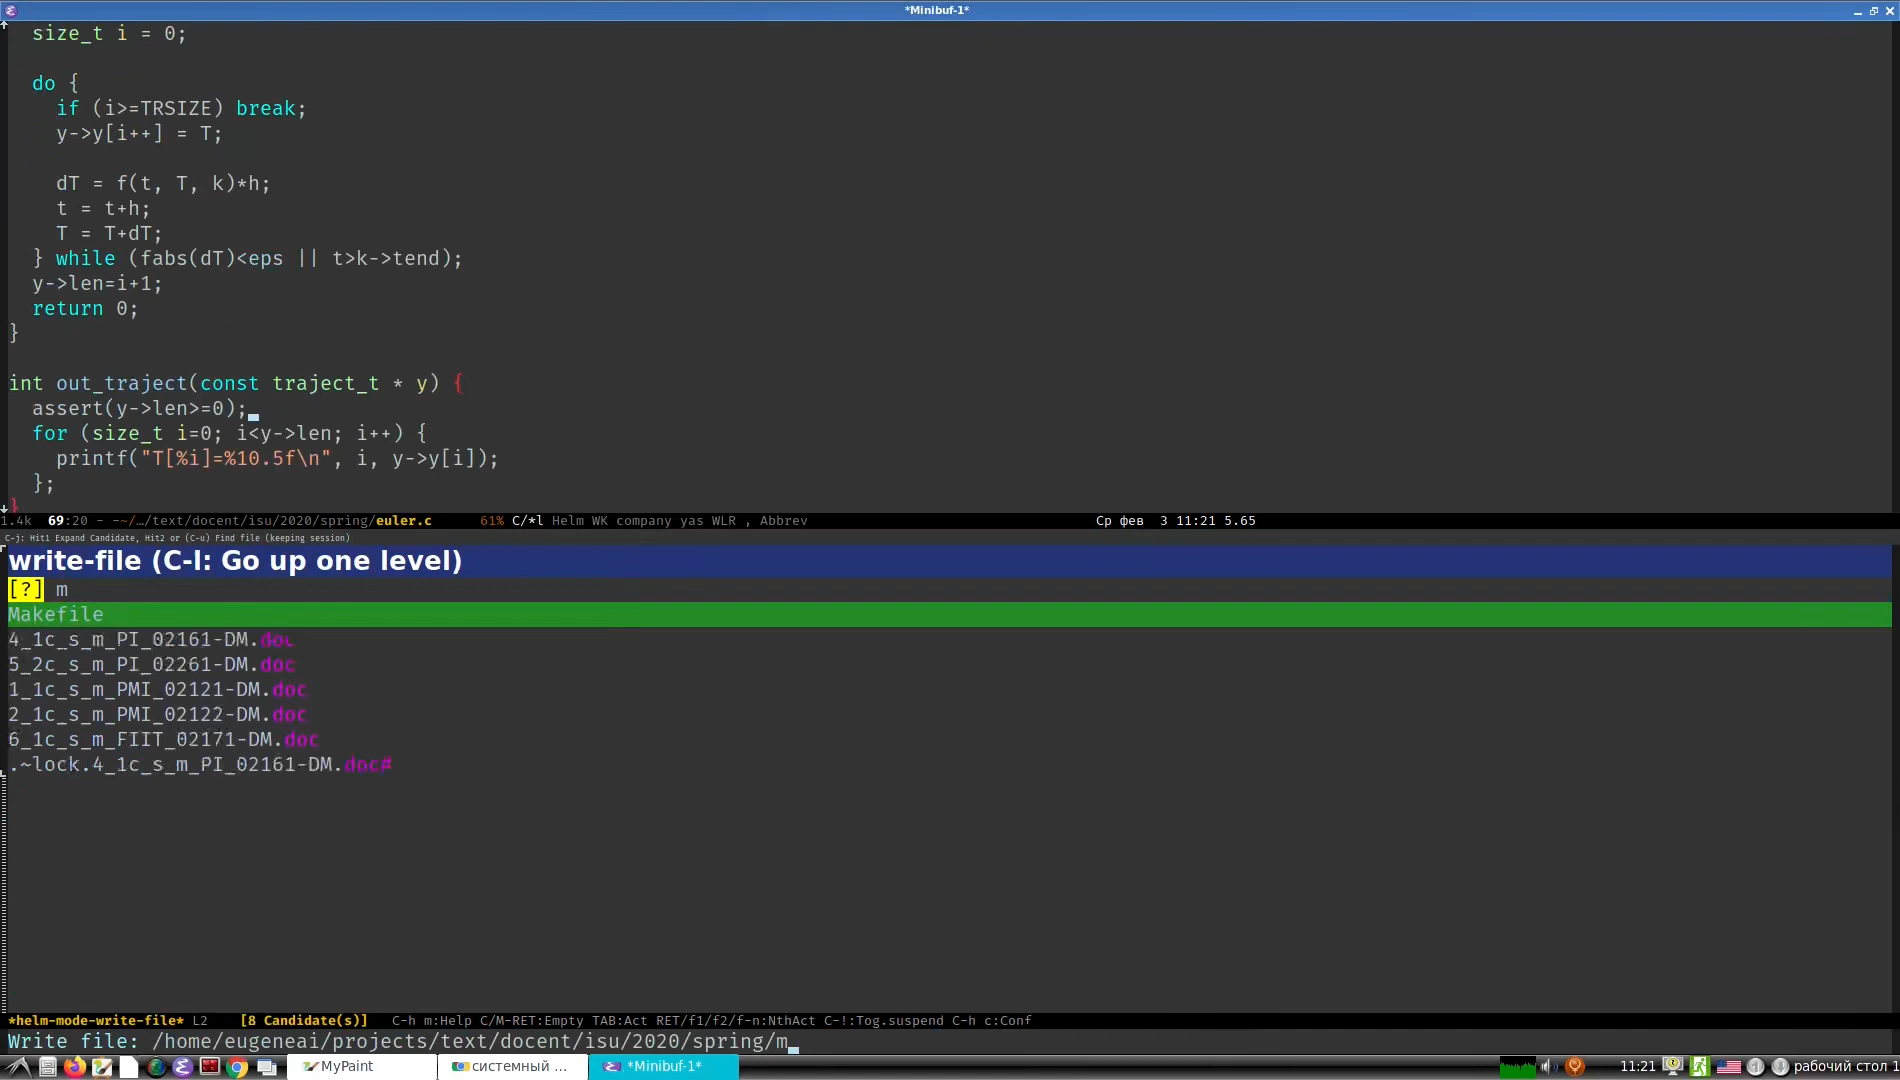 *Minibuf-1*
size_t i = 0;
do {
if (i>=TRSIZE) break;
y->y[i++] = T;
dT = f(t, T, k)*h;
t = t+h;
T = T+dT;
} while (fabs(dT)<eps || t>k->tend);
y->len=i+1;
return 0;
}
int out_traject(const traject_t * y) {
assert(y->len>=0);
for (size_t i=0; i<y->len; i++) {
printf("T[%i]=%10.5f\n", i, y->y[i]);
};
}
1.4k 69:20 - -~/…/text/docent/isu/2020/spring/euler.c 61% C/*l Helm WK company yas WLR , Abbrev Ср фев 3 11:21 5.65
C-j: Hit1 Expand Candidate, Hit2 or (C-u) Find file (keeping session)
write-file (C-l: Go up one level)
[?] m
Makefile
4_1c_s_m_PI_02161-DM.doc
5_2c_s_m_PI_02261-DM.doc
1_1c_s_m_PMI_02121-DM.doc
2_1c_s_m_PMI_02122-DM.doc
6_1c_s_m_FIIT_02171-DM.doc
.~lock.4_1c_s_m_PI_02161-DM.doc#
*helm-mode-write-file* L2 [8 Candidate(s)] C-h m:Help C/M-RET:Empty TAB:Act RET/f1/f2/f-n:NthAct C-!:Tog.suspend C-h c:Conf
Write file: /home/eugeneai/projects/text/docent/isu/2020/spring/m
MyPaint системный ... *Minibuf-1* 11:21 рабочий стол 1